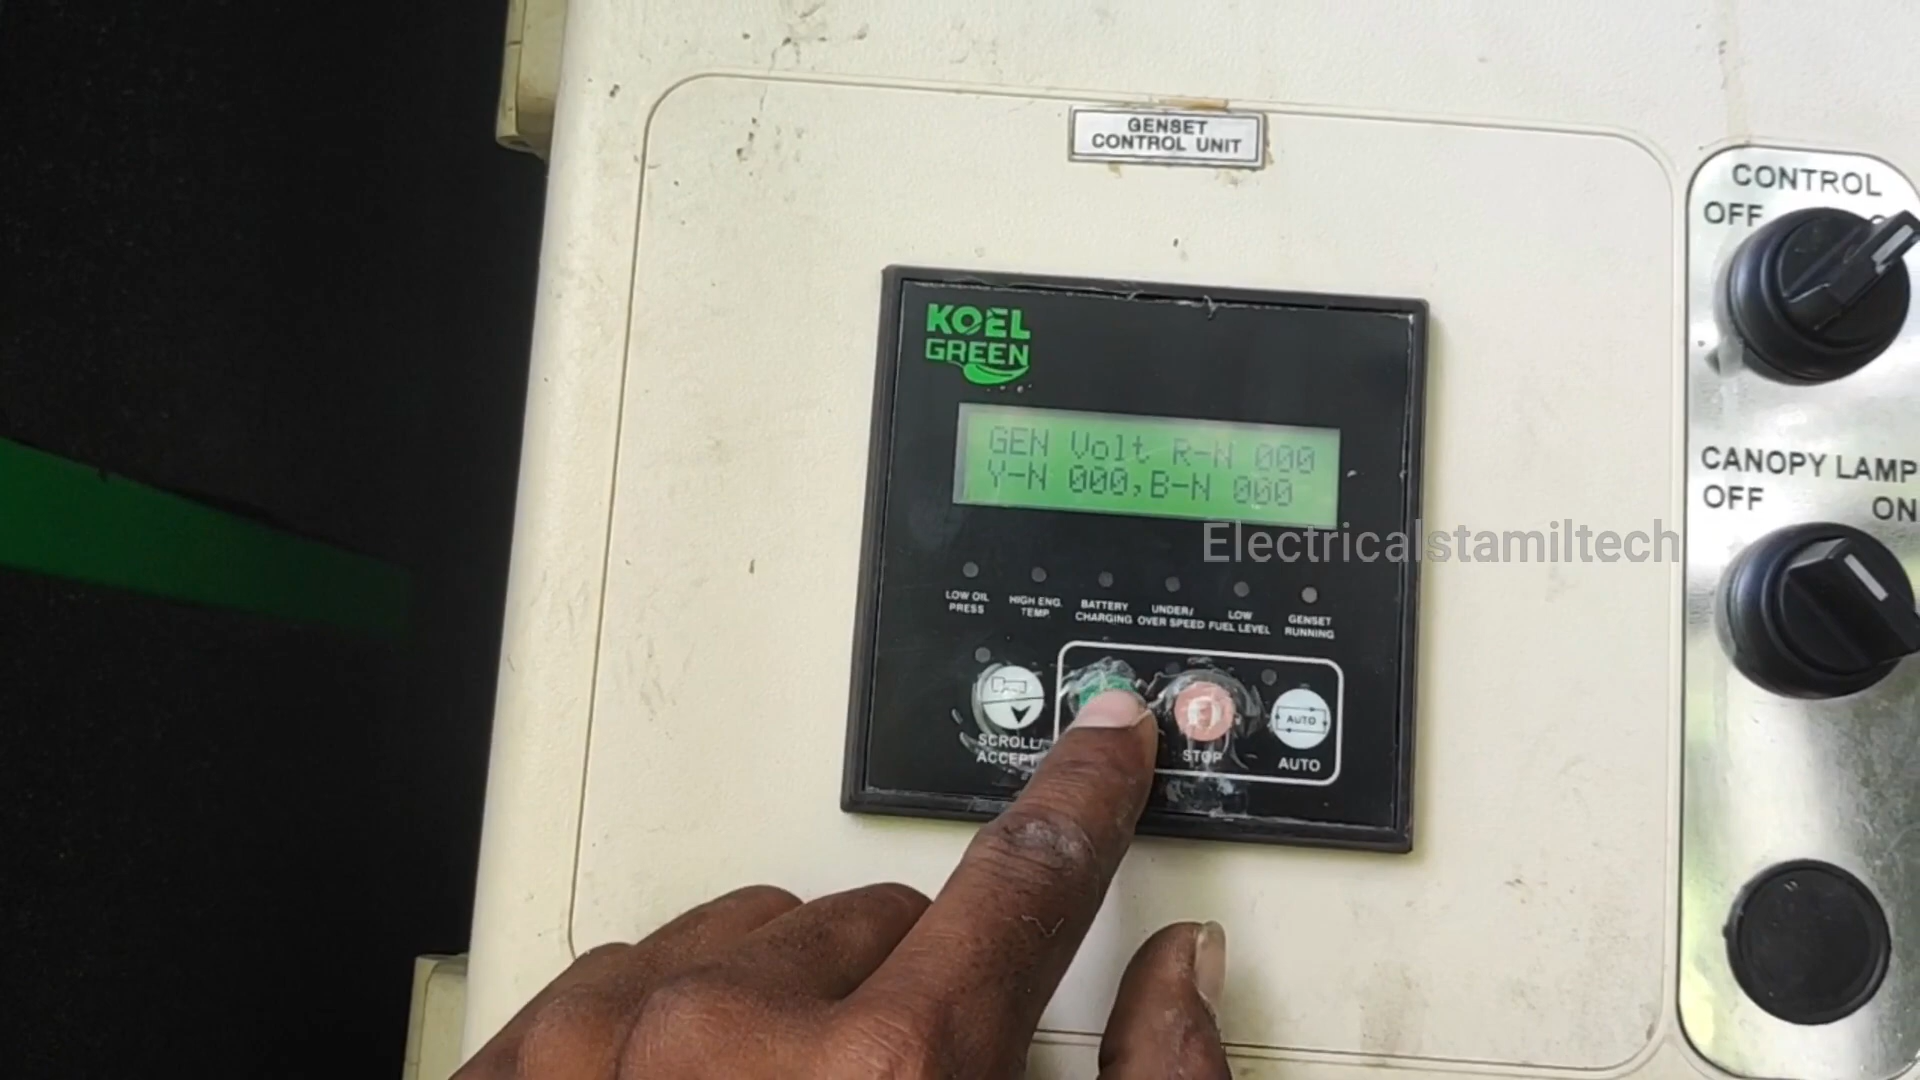 GENSET
CONTROL UNIT
CONTROL
OFF
KOEL
GREEN
GEN Volt R-N 000
Y-N 000,B-N 000
CANOPY LAMP
OFF ON
Electricalstamiltech
LOW OIL
PRESS
HIGH ENG.
TEMP
BATTERY
CHARGING
UNDER/
OVER SPEED
LOW
FUEL LEVEL
GENSET
RUNNING
SCROLL/
ACCEPT
STOP
AUTO
AUTO